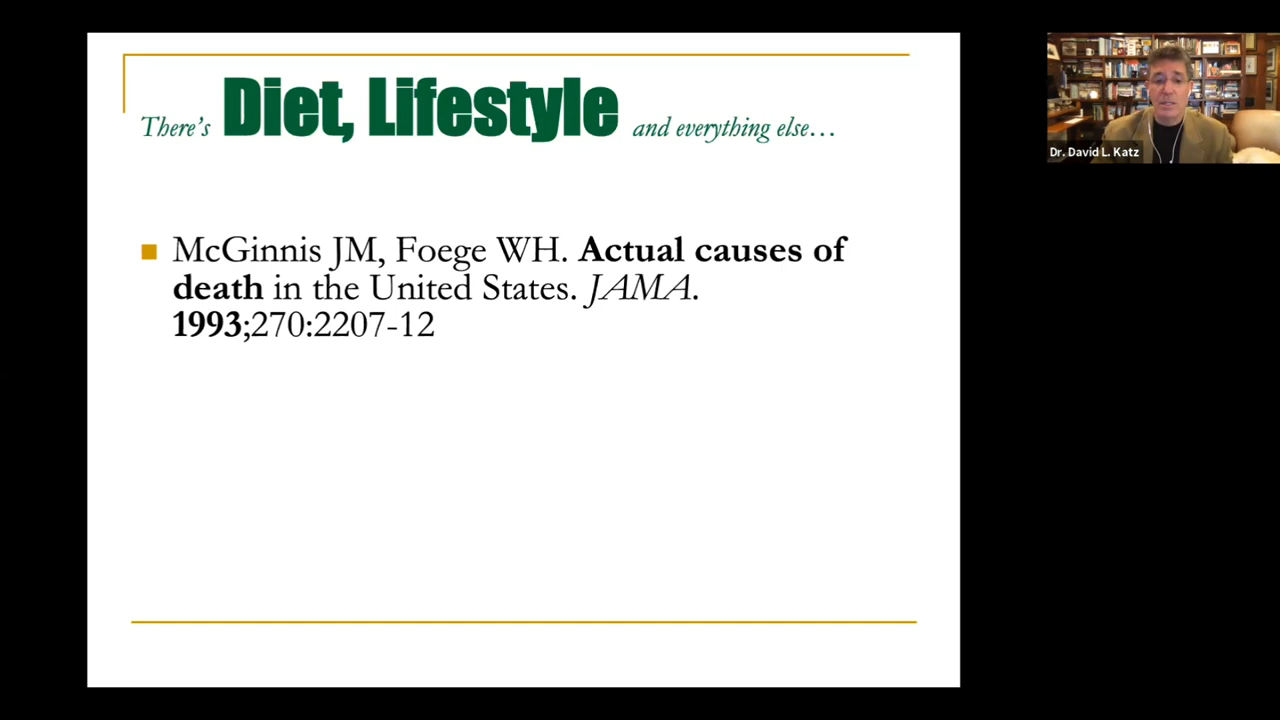 There's Diet, Lifestyle and everything else…
McGinnis JM, Foege WH. Actual causes of
death in the United States. JAMA.
1993;270:2207-12
Dr. David L. Katz